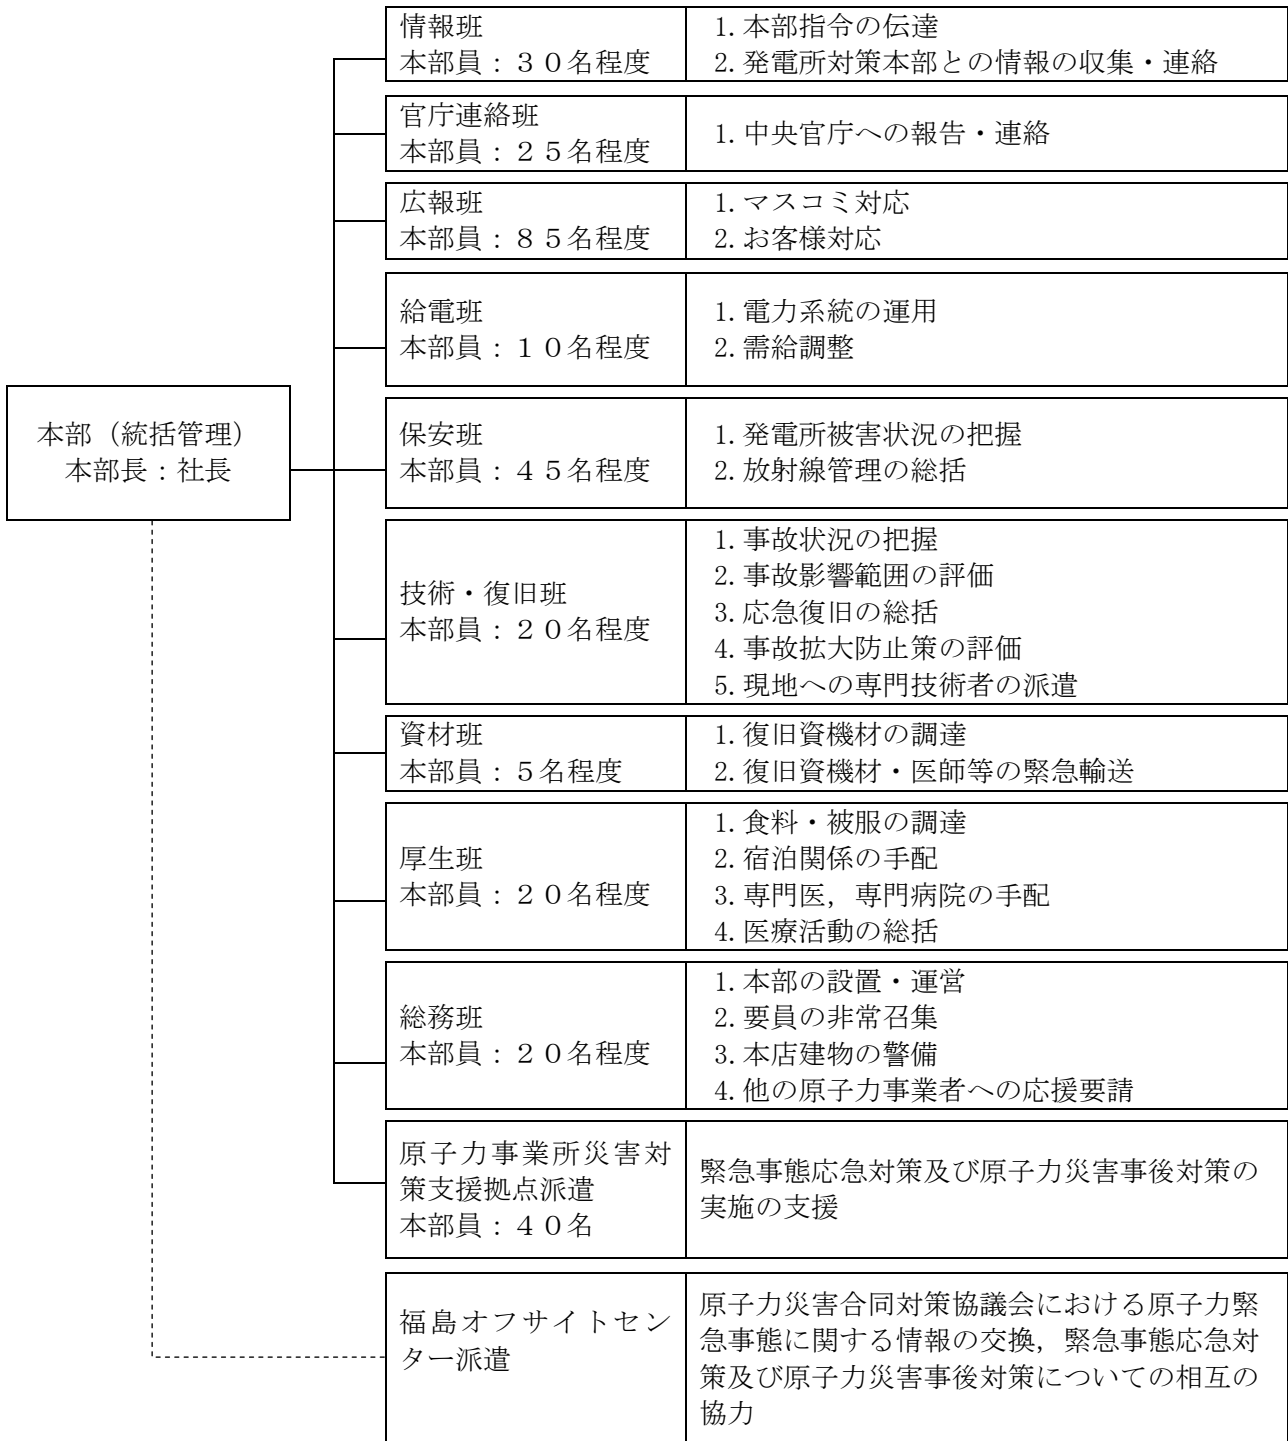 情報班
本部員：３０名程度
1.本部指令の伝達
2.発電所対策本部との情報の収集・連絡
官庁連絡班
本部員：２５名程度
1.中央官庁への報告・連絡
広報班
本部員：８５名程度
1.マスコミ対応
2.お客様対応
給電班
本部員：１０名程度
1.電力系統の運用
2.需給調整
本部（統括管理）
本部長：社長
保安班
本部員：４５名程度
1.発電所被害状況の把握
2.放射線管理の総括
技術・復旧班
本部員：２０名程度
1.事故状況の把握
2.事故影響範囲の評価
3.応急復旧の総括
4.事故拡大防止策の評価
5.現地への専門技術者の派遣
資材班
本部員：５名程度
1.復旧資機材の調達
2.復旧資機材・医師等の緊急輸送
厚生班
本部員：２０名程度
1.食料・被服の調達
2.宿泊関係の手配
3.専門医，専門病院の手配
4.医療活動の総括
総務班
本部員：２０名程度
1.本部の設置・運営
2.要員の非常召集
3.本店建物の警備
4.他の原子力事業者への応援要請
原子力事業所災害対
策支援拠点派遣
本部員：４０名
緊急事態応急対策及び原子力災害事後対策の
実施の支援
福島オフサイトセン
ター派遣
原子力災害合同対策協議会における原子力緊
急事態に関する情報の交換，緊急事態応急対
策及び原子力災害事後対策についての相互の
協力